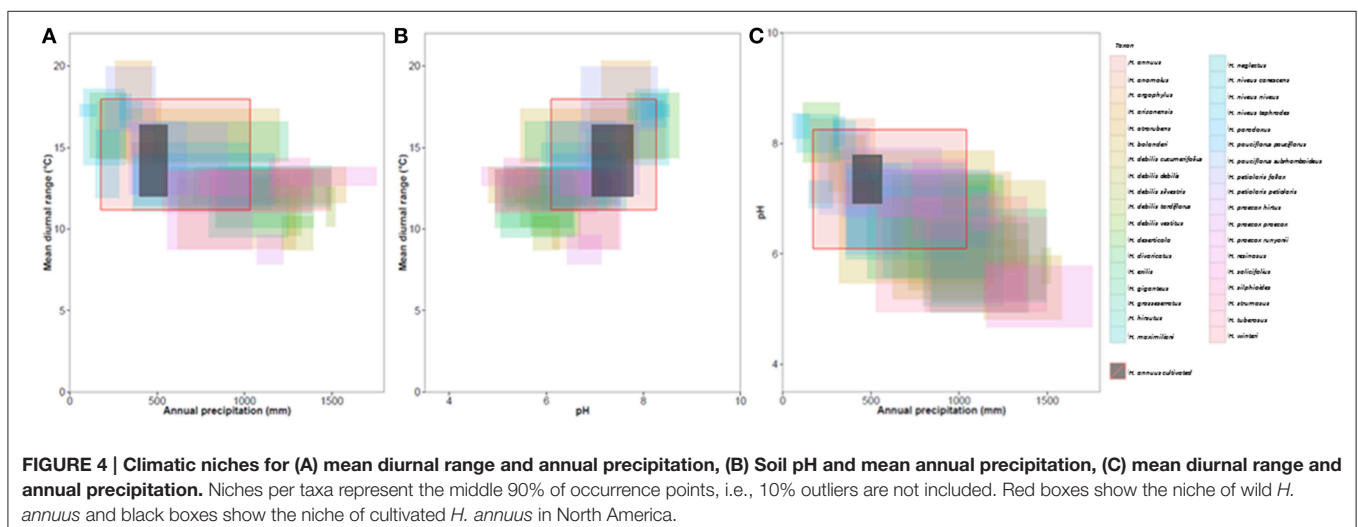 A
B
C
20
15
10
5
0
Mean diurnal range (°C)
0
500
1000
1500
Annual precipitation (mm)
20
15
10
5
0
Mean diurnal range (°C)
4
6
8
10
pH
10
8
6
4
pH
0
500
1000
1500
Annual precipitation (mm)
Taxon
H. annuus
H. anomalus
H. argophyllus
H. arizonensis
H. atrorubens
H. bolanderi
H. debilis cucumerifolius
H. debilis debilis
H. debilis silvestris
H. debilis tardiflorus
H. debilis vestitus
H. deserticola
H. divaricatus
H. exilis
H. giganteus
H. grosseserratus
H. hirsutus
H. maximiliani
H. neglectus
H. niveus canescens
H. niveus niveus
H. niveus tephrodes
H. paradoxus
H. pauciflorus pauciflorus
H. pauciflorus subrhomboideus
H. petiolaris fallax
H. petiolaris petiolaris
H. praecox hirtus
H. praecox praecox
H. praecox runyonii
H. resinosus
H. salicifolius
H. silphioides
H. strumosus
H. tuberosus
H. winteri
H. annuus cultivated
FIGURE 4 | Climatic niches for (A) mean diurnal range and annual precipitation, (B) Soil pH and mean annual precipitation, (C) mean diurnal range and
annual precipitation. Niches per taxa represent the middle 90% of occurrence points, i.e., 10% outliers are not included. Red boxes show the niche of wild H.
annuus and black boxes show the niche of cultivated H. annuus in North America.